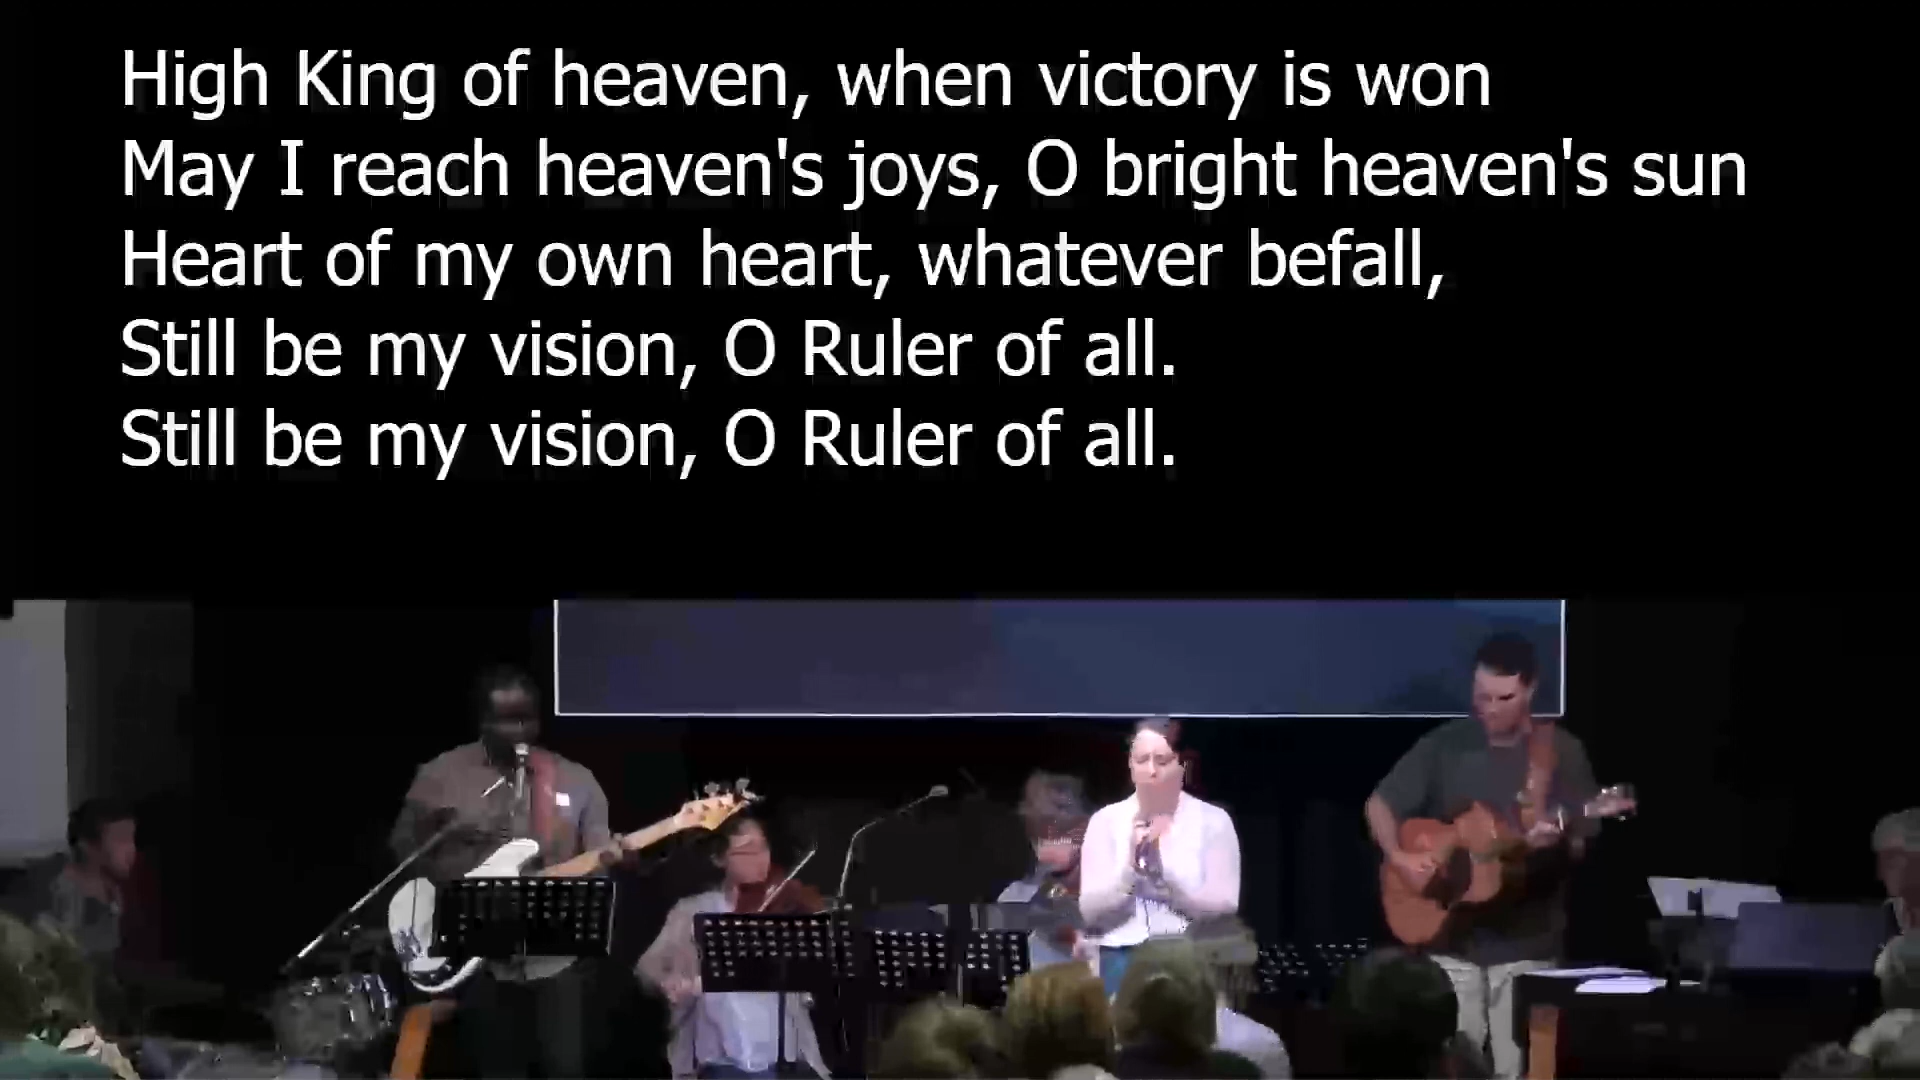 High King of heaven, when victory is won
May I reach heaven's joys, O bright heaven's sun
Heart of my own heart, whatever befall,
Still be my vision, O Ruler of all.
Still be my vision, O Ruler of all.